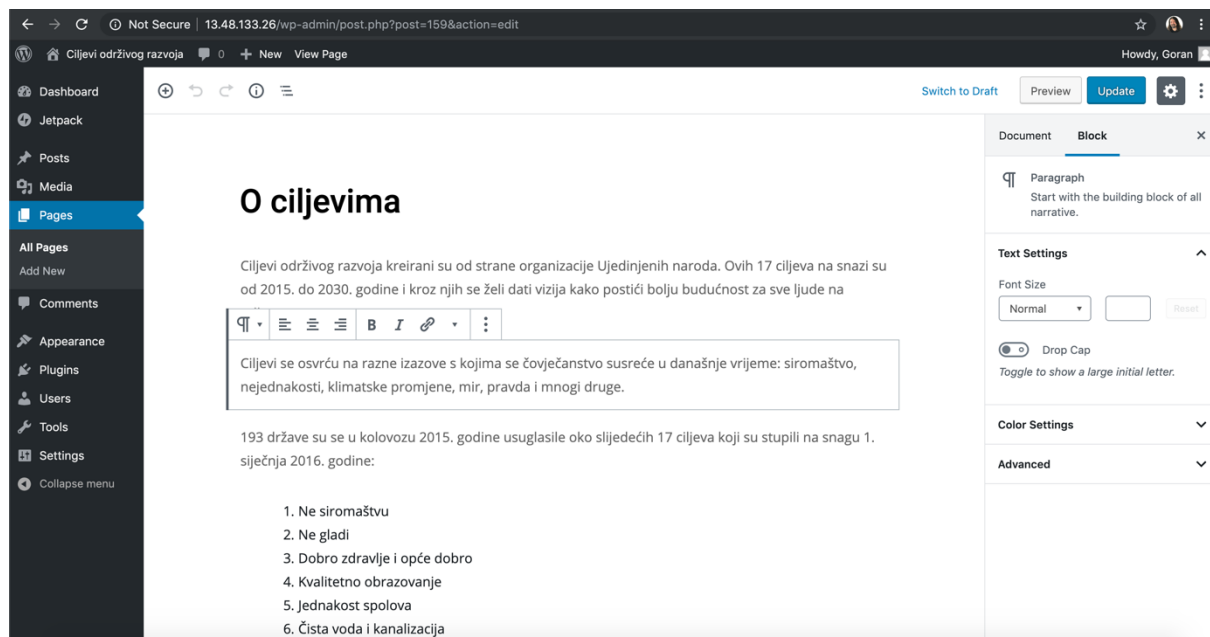 Not Secure 13.48.133.26/wp-admin/post.php?post=159&action=edit
Ciljevi održivog razvoja 0 + New View Page Howdy, Goran
Dashboard
Jetpack
Posts
Media
Pages
All Pages
Add New
Comments
Appearance
Plugins
Users
Tools
Settings
Collapse menu
Switch to Draft Preview Update
O ciljevima
Ciljevi održivog razvoja kreirani su od strane organizacije Ujedinjenih naroda. Ovih 17 ciljeva na snazi su
od 2015. do 2030. godine i kroz njih se želi dati vizija kako postići bolju budućnost za sve ljude na
B I
Ciljevi se osvrću na razne izazove s kojima se čovječanstvo susreće u današnje vrijeme: siromaštvo,
nejednakosti, klimatske promjene, mir, pravda i mnogi druge.
193 države su se u kolovozu 2015. godine usuglasile oko slijedećih 17 ciljeva koji su stupili na snagu 1.
siječnja 2016. godine:
1. Ne siromaštvu
2. Ne gladi
3. Dobro zdravlje i opće dobro
4. Kvalitetno obrazovanje
5. Jednakost spolova
6. Čista voda i kanalizacija
Document Block
Paragraph
Start with the building block of all
narrative.
Text Settings
Font Size
Normal Reset
Drop Cap
Toggle to show a large initial letter.
Color Settings
Advanced